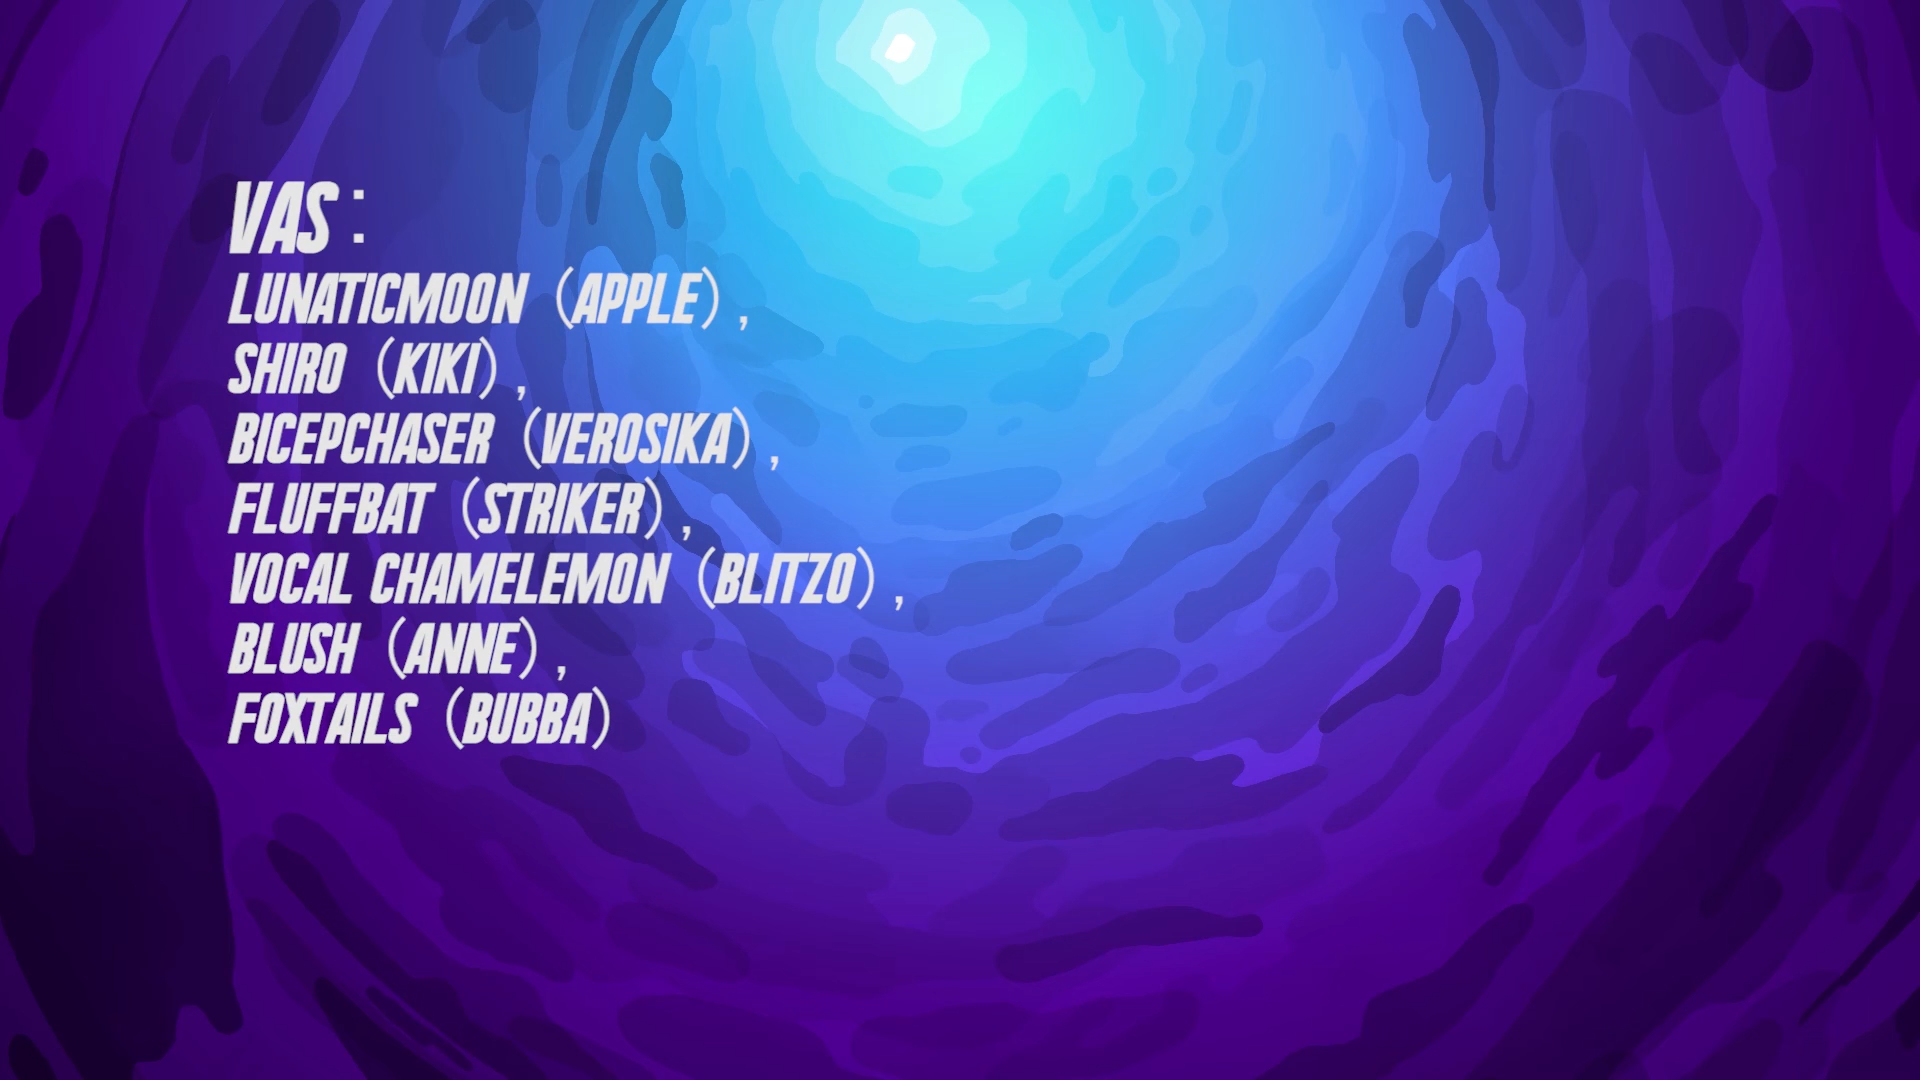 VAS :
LUNATICMOON (APPLE) ,
SHIRO (KIKI) ,
BICEPCHASER (VEROSIKA) ,
FLUFFBAT (STRIKER) ,
VOCAL CHAMELEMON (BLITZO) ,
BLUSH (ANNE) ,
FOXTAILS (BUBBA)